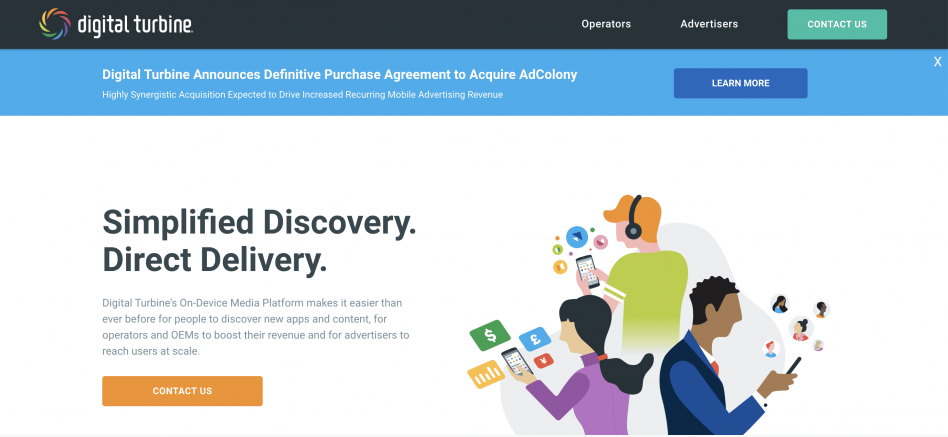 digital turbine
Operators
Advertisers
CONTACT US
X
Digital Turbine Announces Definitive Purchase Agreement to Acquire AdColony
Highly Synergistic Acquisition Expected to Drive Increased Recurring Mobile Advertising Revenue
LEARN MORE
Simplified Discovery.
Direct Delivery.
Digital Turbine's On-Device Media Platform makes it easier than
ever before for people to discover new apps and content, for
operators and OEMs to boost their revenue and for advertisers to
reach users at scale.
CONTACT US
$
£
¥